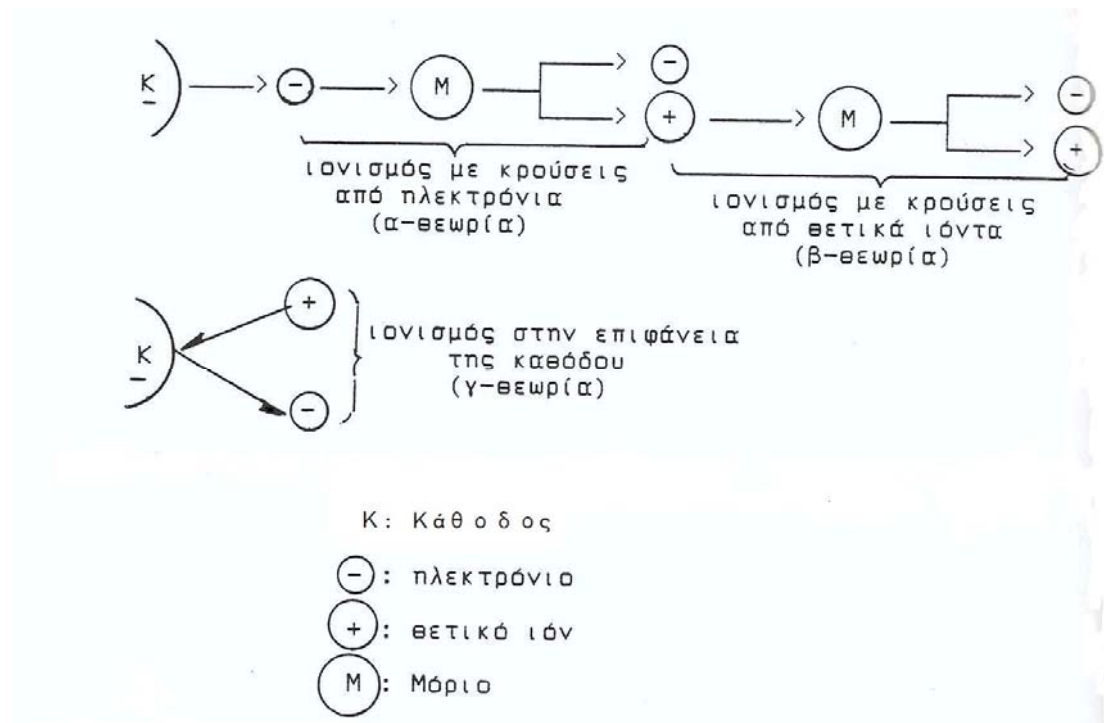 K
−
−
M
−
+
M
−
+
ιονισμός με κρούσεις
από ηλεκτρόνια
(α-θεωρία)
ιονισμός με κρούσεις
από θετικά ιόντα
(β-θεωρία)
K
−
+
−
ιονισμός στην επιφάνεια
της καθόδου
(γ-θεωρία)
K: Κάθοδος
−: ηλεκτρόνιο
+: θετικό ιόν
M: Μόριο